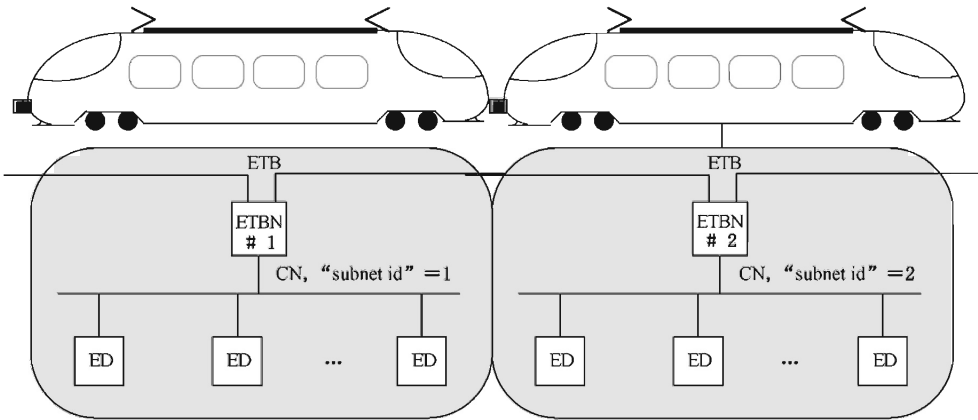 ETB
ETB
ETBN
# 1
ETBN
# 2
CN, “subnet id” =1
CN, “subnet id” =2
ED
ED
...
ED
ED
ED
...
ED